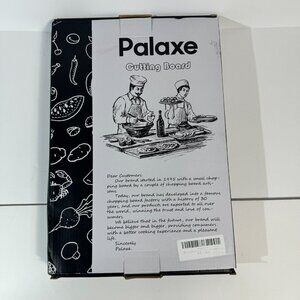 Palaxe
Cutting Board
Dear Customers:
Our brand started in 1995 with a small chop-
ping board by a couple of chopping board arti-
sans.
Today, our brand has developed into a famous
chopping board factory with a history of 30
years, and our products are exported to all over
the world, winning the trust and love of con-
sumers.
We believe that in the future, our brand will
become bigger and bigger, providing consumers
with a better cooking experience and a pleasant
life.
Sincerely
Palaxe.